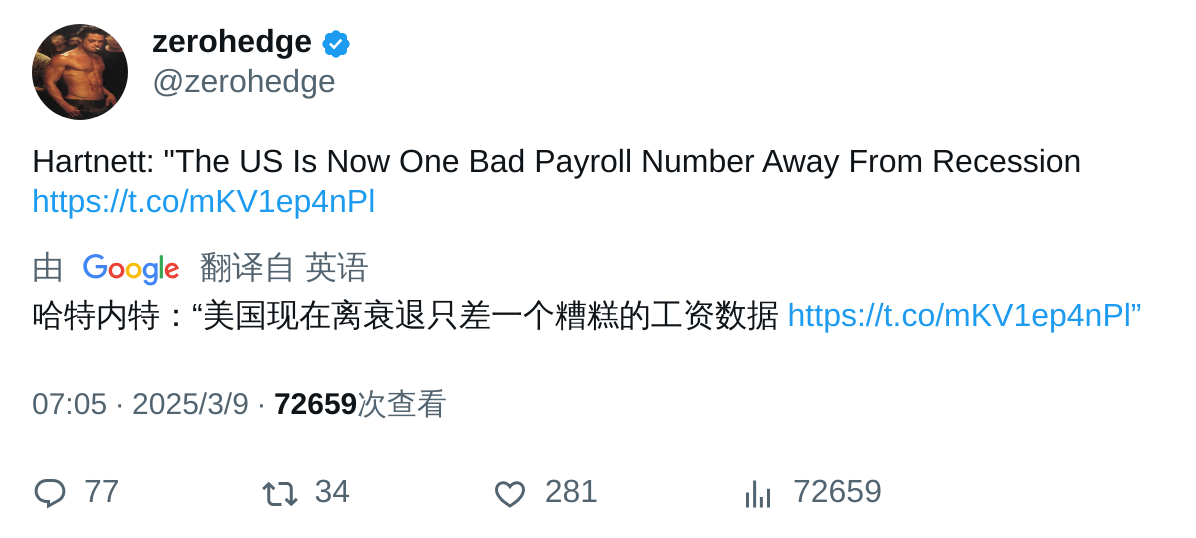 zerohedge
@zerohedge
Hartnett: "The US Is Now One Bad Payroll Number Away From Recession
https://t.co/mKV1ep4nPl
由 Google 翻译自 英语
哈特内特：“美国现在离衰退只差一个糟糕的工资数据 https://t.co/mKV1ep4nPl”
07:05 · 2025/3/9 · 72659次查看
77 34 281 72659